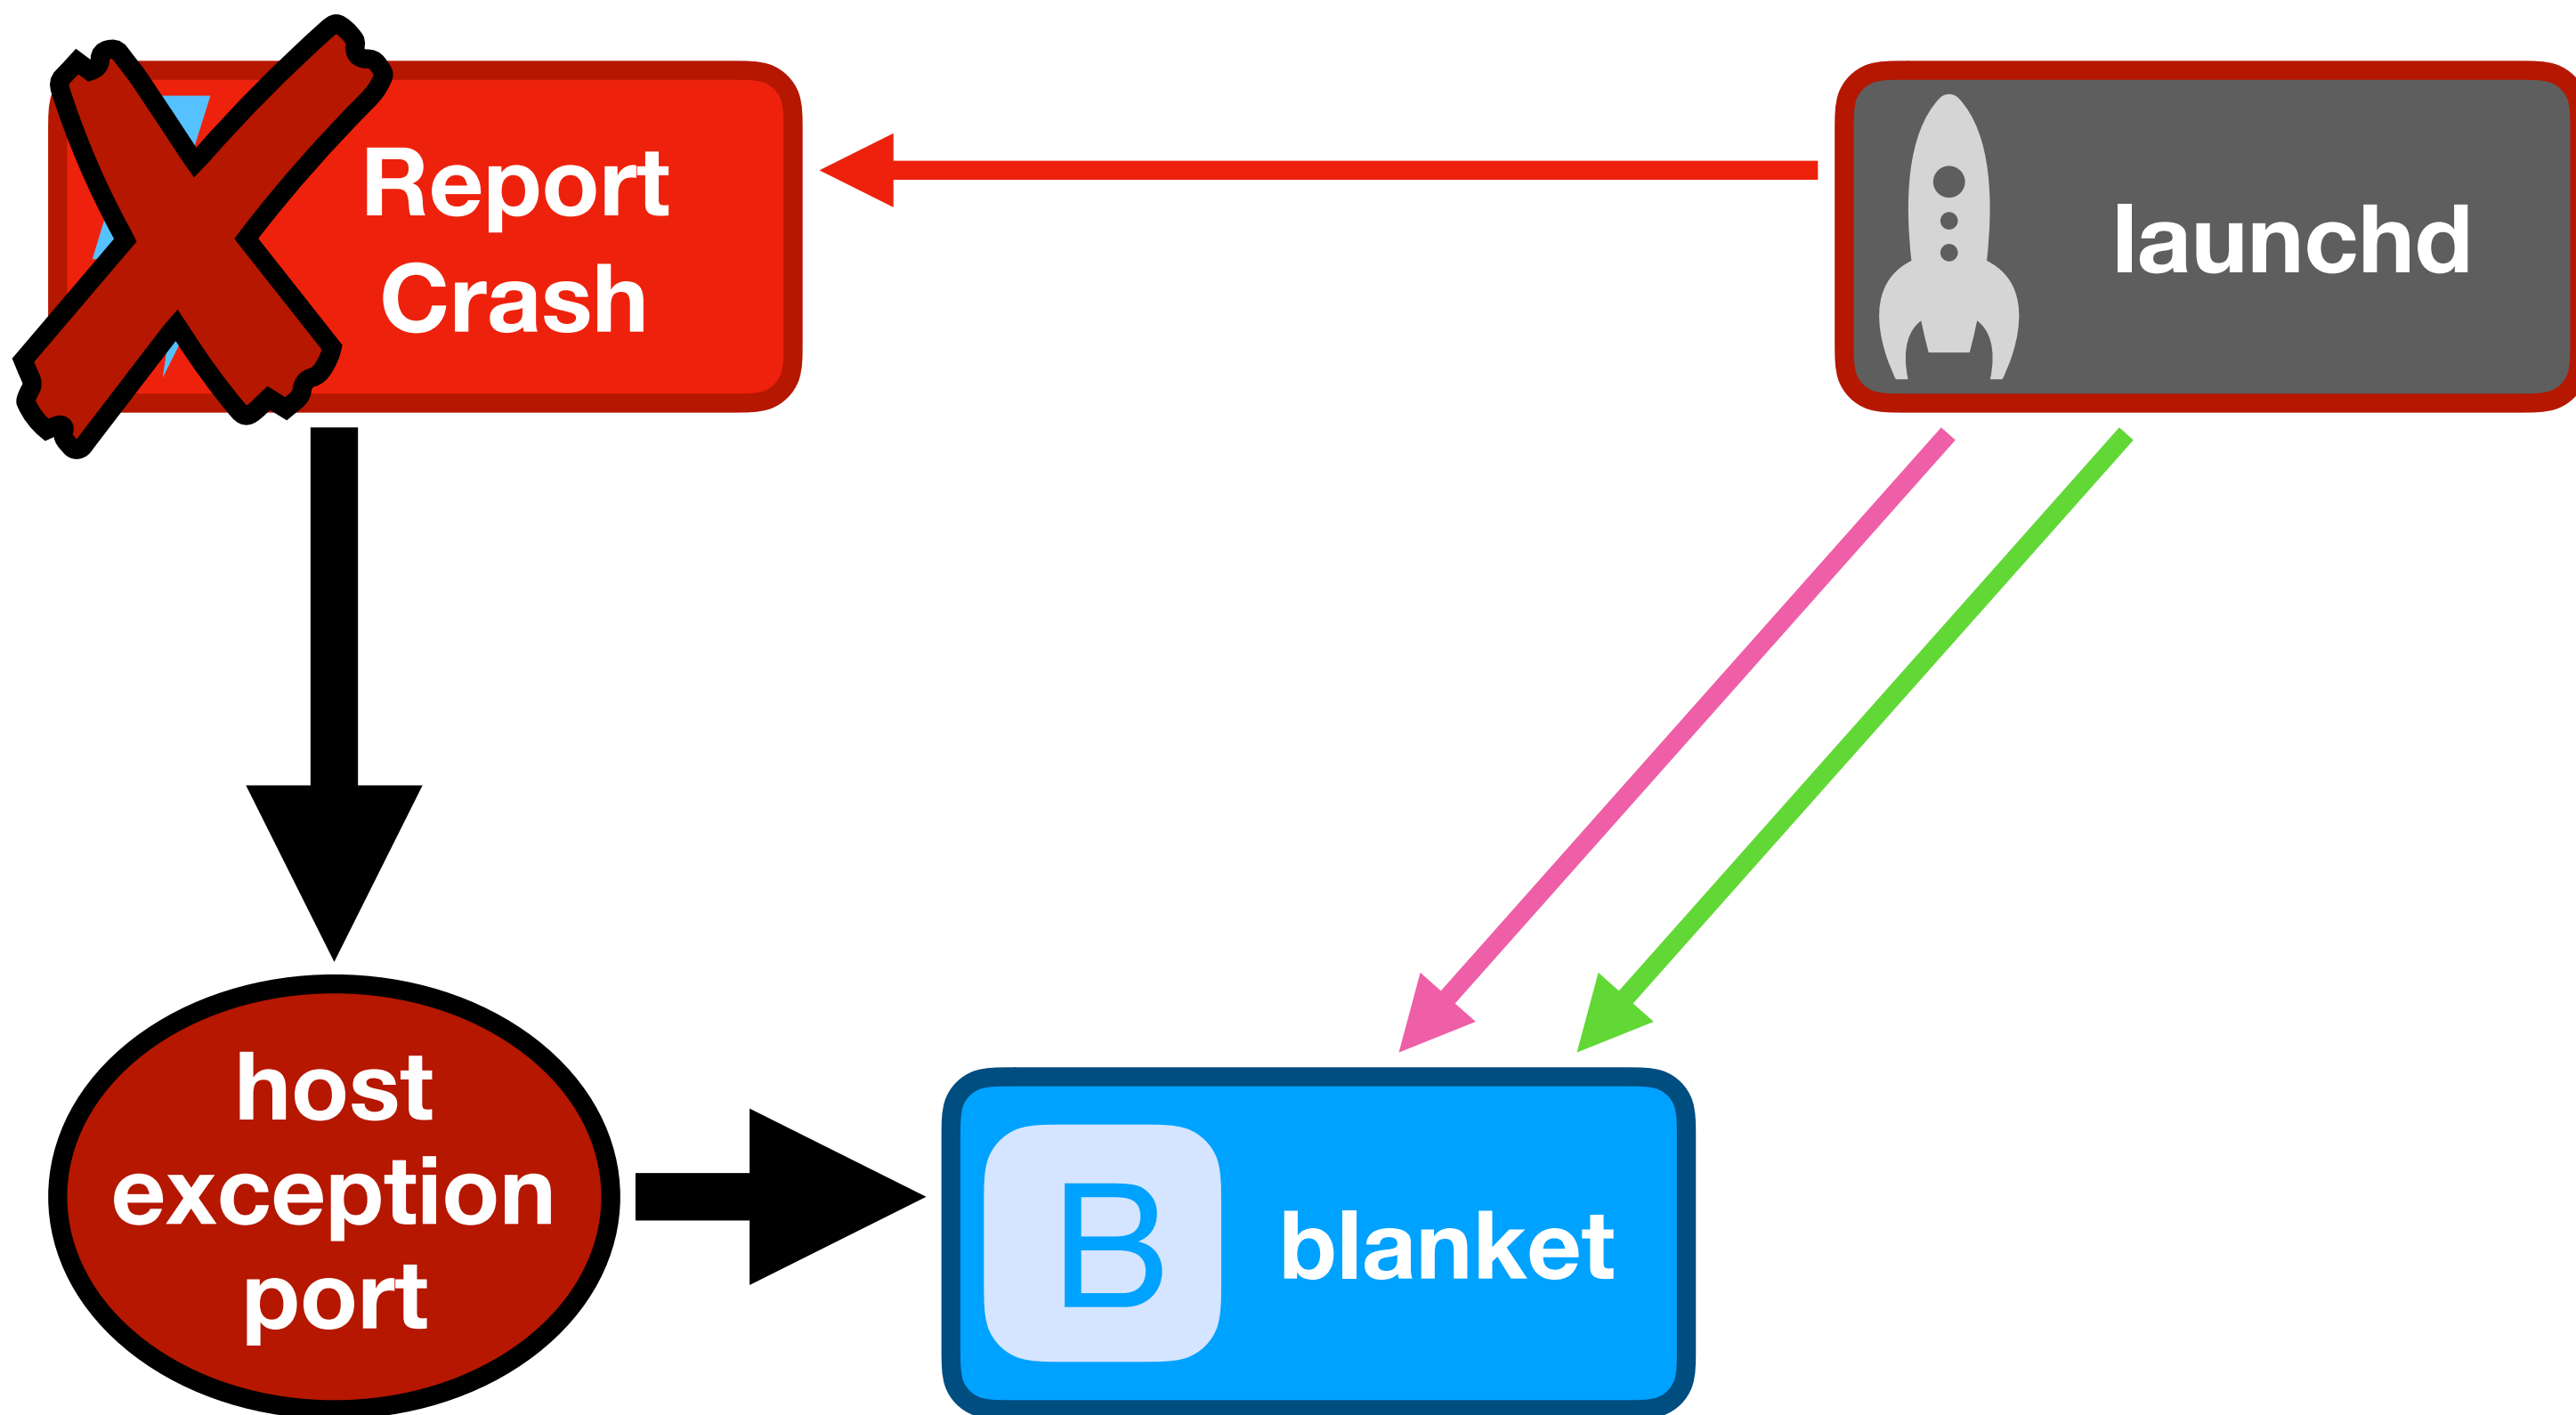 Report
Crash
launchd
host
exception
port
B
blanket